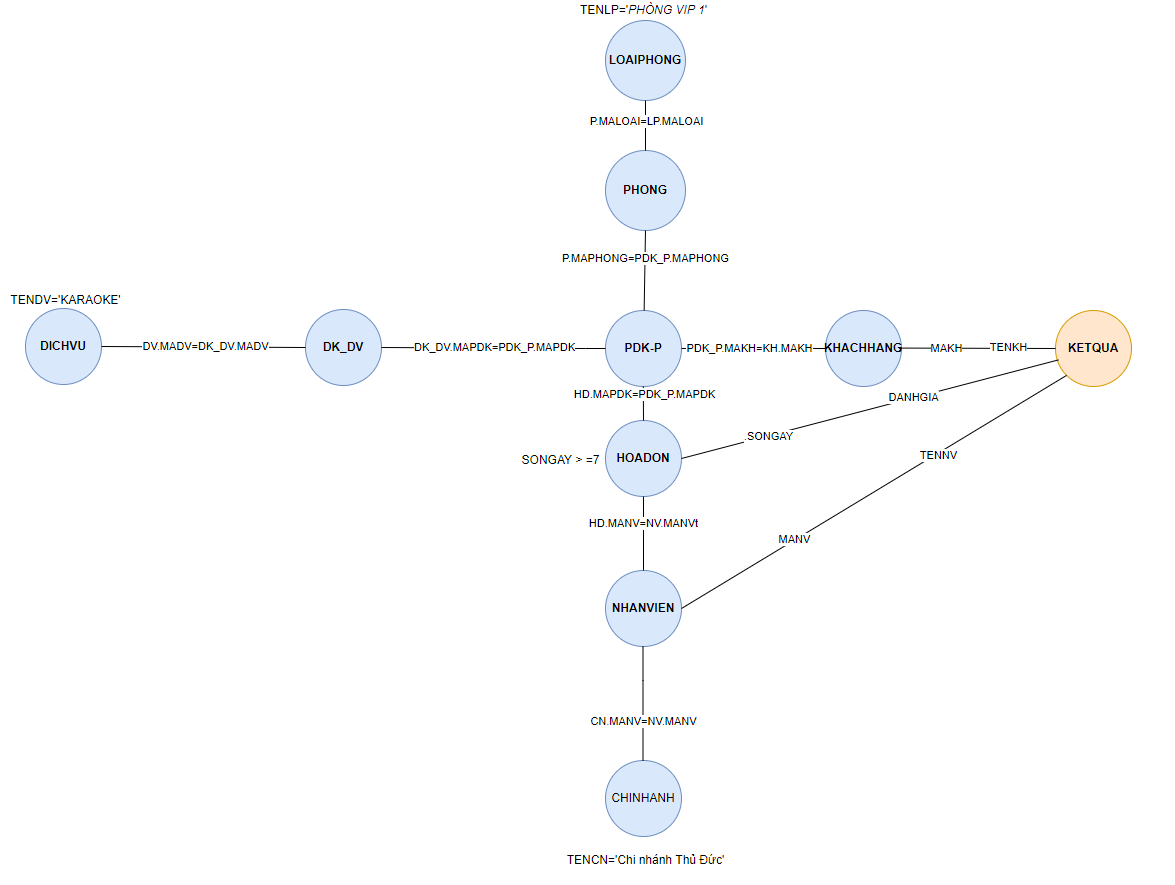 TENLP='PHÒNG VIP 1'
LOAIPHONG
P.MALOAI=LP.MALOAI
PHONG
P.MAPHONG=PDK_P.MAPHONG
TENDV='KARAOKE'
DICHVU
DV.MADV=DK_DV.MADV
DK_DV
DK_DV.MAPDK=PDK_P.MAPDK
PDK-P
PDK_P.MAKH=KH.MAKH
KHACHHANG
MAKH
TENKH
KETQUA
HD.MAPDK=PDK_P.MAPDK
DANHGIA
SONGAY
SONGAY > =7
HOADON
TENNV
HD.MANV=NV.MANVt
MANV
NHANVIEN
CN.MANV=NV.MANV
CHINHANH
TENCN='Chi nhánh Thủ Đức'